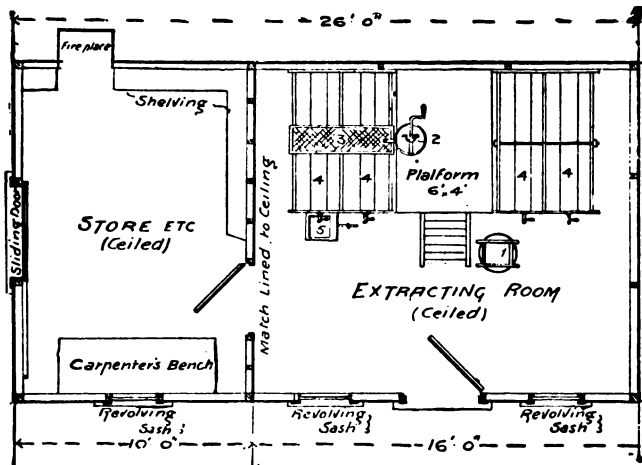 26' 0"
Fireplace
Shelving
3
2
Platform
6'.4"
4
4
4
4
5
1
Sliding Door
STORE ETC
(Ceiled)
Match Lined to Ceiling
EXTRACTING ROOM
(Ceiled)
Carpenter's Bench
Revolving
Sash
Revolving
Sash
Revolving
Sash
10' 0"
16' 0"